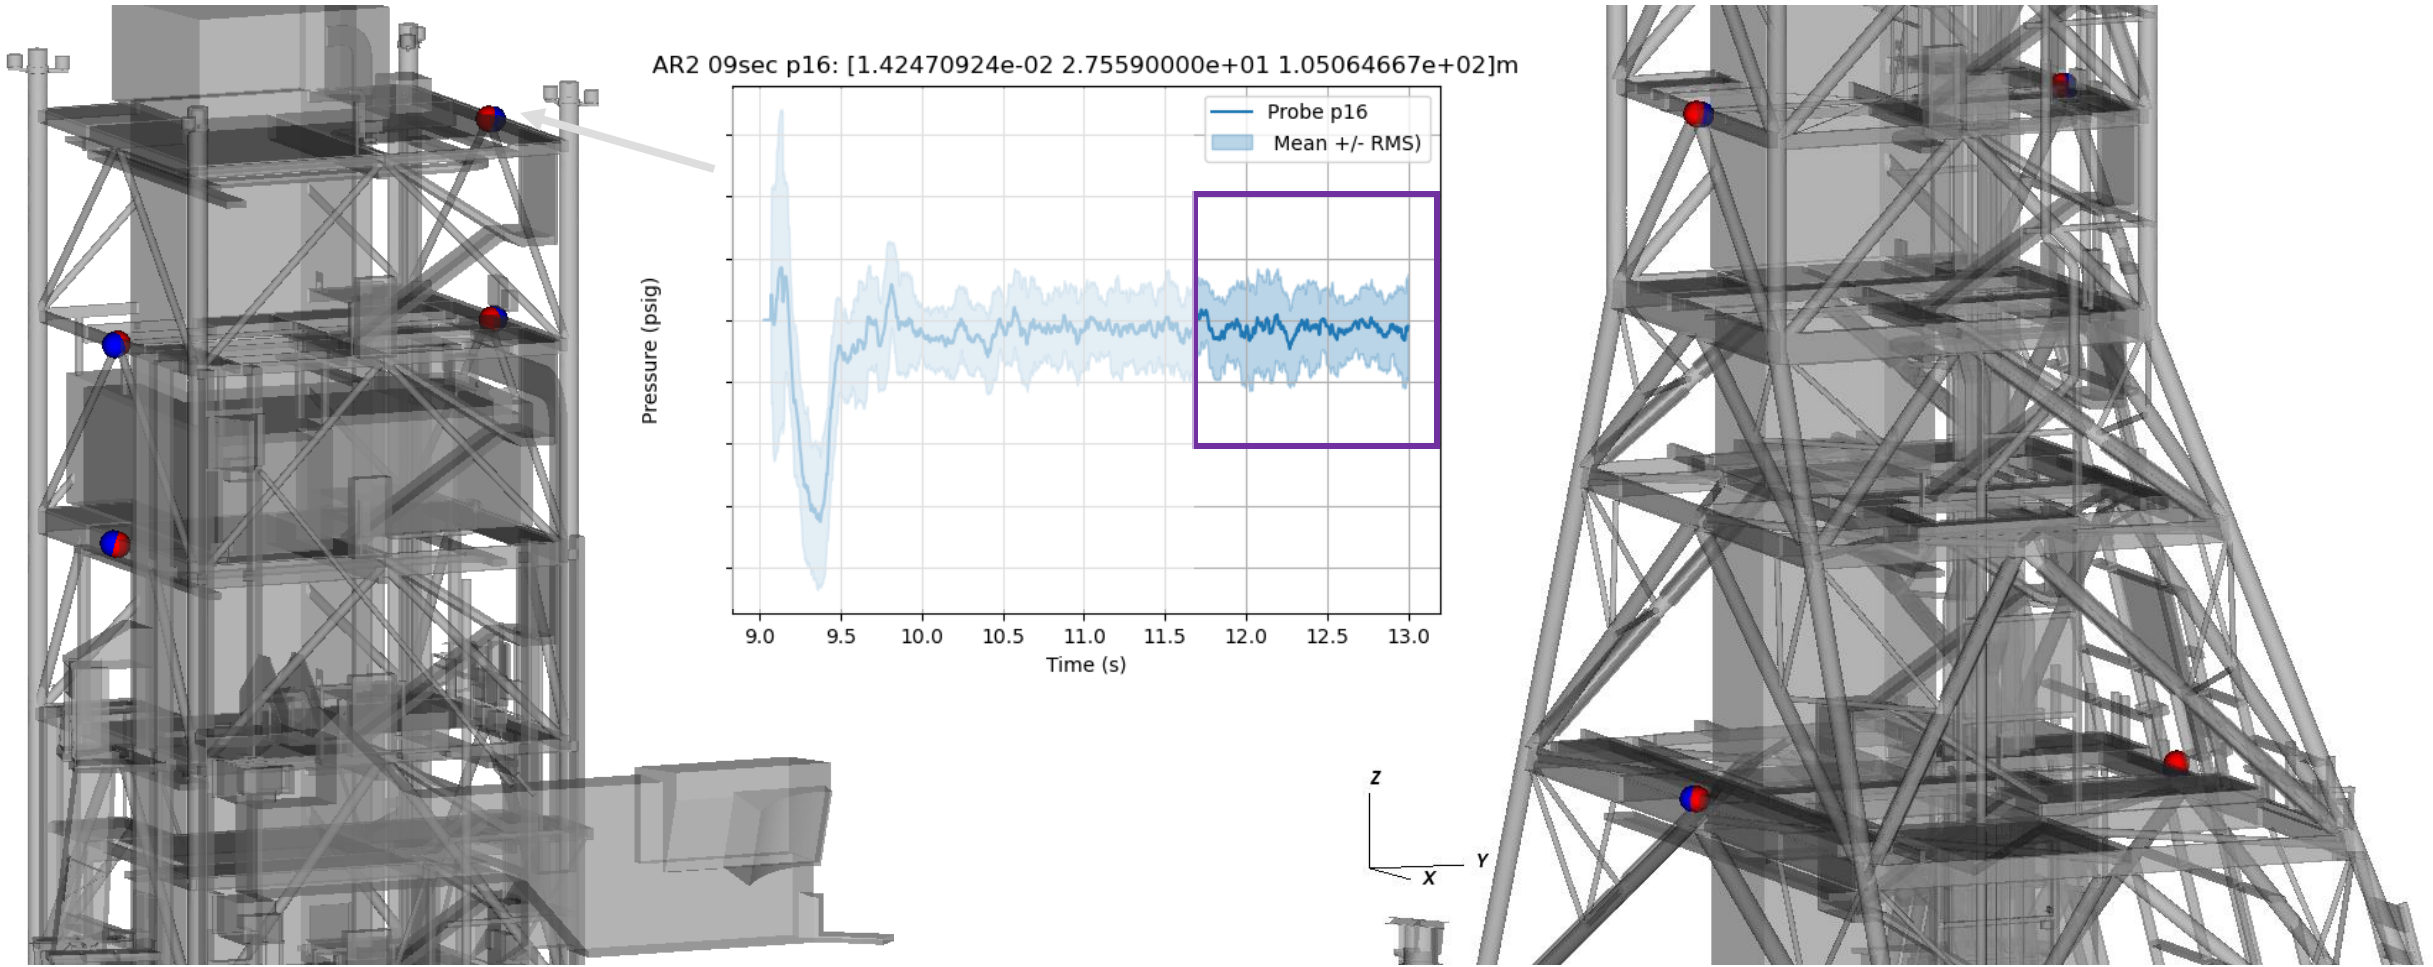 AR2 09sec p16: [1.42470924e-02 2.75590000e+01 1.05064667e+02]m
Probe p16
Mean +/- RMS)
Pressure (psig)
9.0 9.5 10.0 10.5 11.0 11.5 12.0 12.5 13.0
Time (s)
Z
Y
X